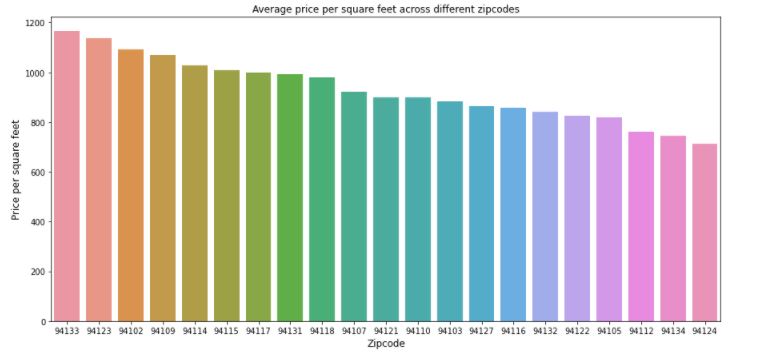 Average price per square feet across different zipcodes
Price per square feet
1200
1000
800
600
400
200
0
94133 94123 94102 94109 94114 94115 94117 94131 94118 94107 94121 94110 94103 94127 94116 94132 94122 94105 94112 94134 94124
Zipcode